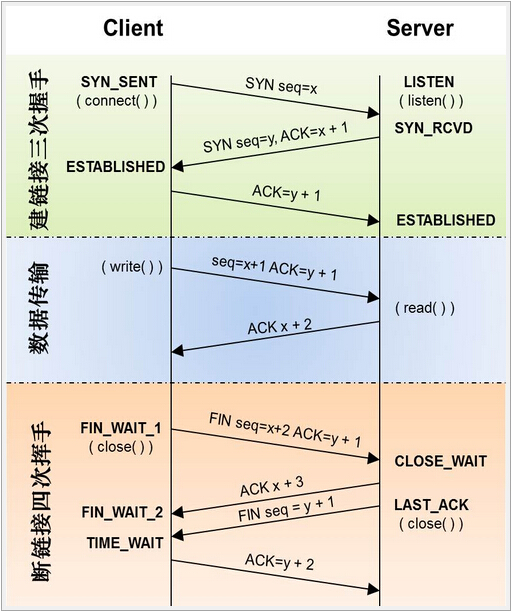 Client
Server
建链接三次握手
SYN_SENT
( connect( ) )
SYN seq=x
LISTEN
( listen( ) )
SYN_RCVD
SYN seq=y, ACK=x + 1
ESTABLISHED
ACK=y + 1
ESTABLISHED
数据传输
( write( ) )
seq=x+1 ACK=y + 1
( read( ) )
ACK x + 2
断链接四次挥手
FIN_WAIT_1
( close( ) )
FIN seq=x+2 ACK=y + 1
CLOSE_WAIT
ACK x + 3
FIN_WAIT_2
FIN seq = y + 1
LAST_ACK
( close( ) )
TIME_WAIT
ACK=y + 2